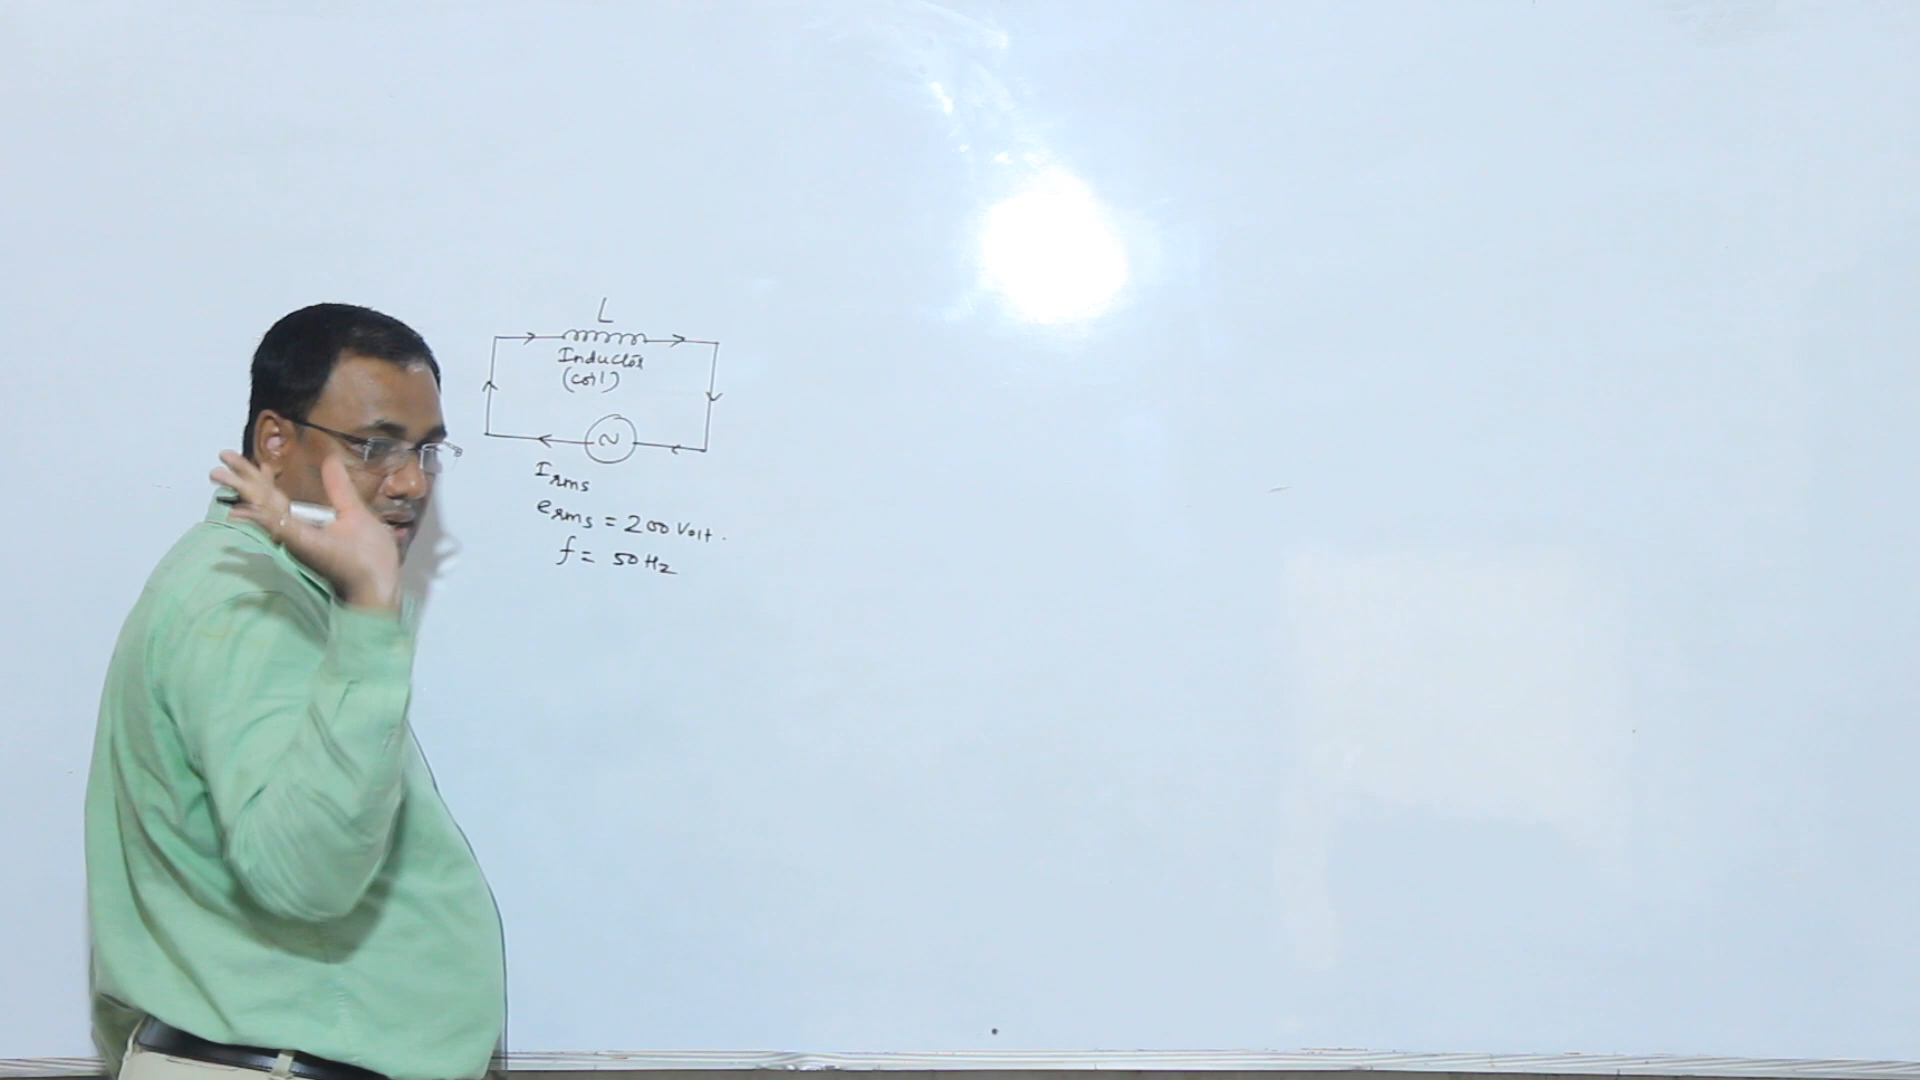 L
Inductor
(coil)
~
Irms
erms = 200 Volt.
f = 50 Hz